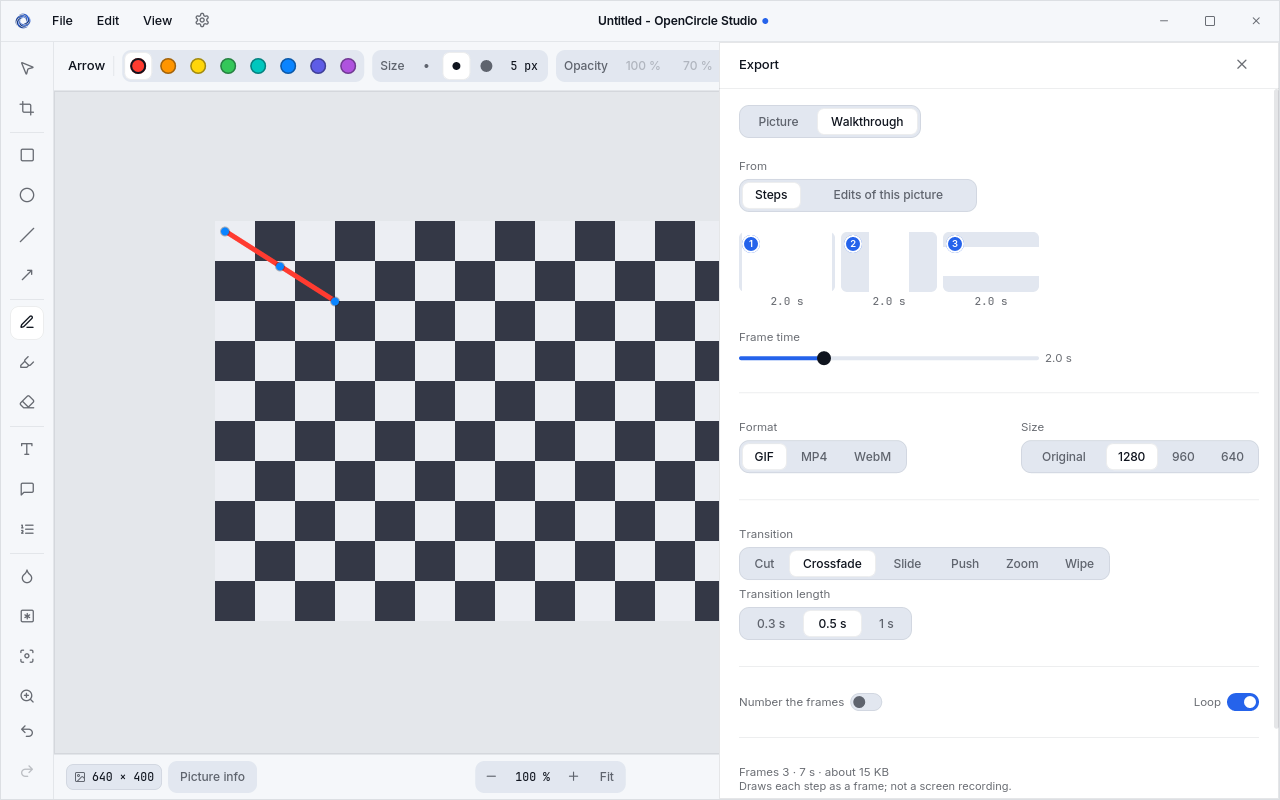 File Edit View
Untitled - OpenCircle Studio
Arrow
Size 5 px
Opacity 100 % 70 %
Export
Picture Walkthrough
From
Steps Edits of this picture
1 2 3
2.0 s 2.0 s 2.0 s
Frame time
2.0 s
Format Size
GIF MP4 WebM Original 1280 960 640
Transition
Cut Crossfade Slide Push Zoom Wipe
Transition length
0.3 s 0.5 s 1 s
Number the frames Loop
Frames 3 · 7 s · about 15 KB
Draws each step as a frame; not a screen recording.
640 × 400 Picture info
100 % Fit